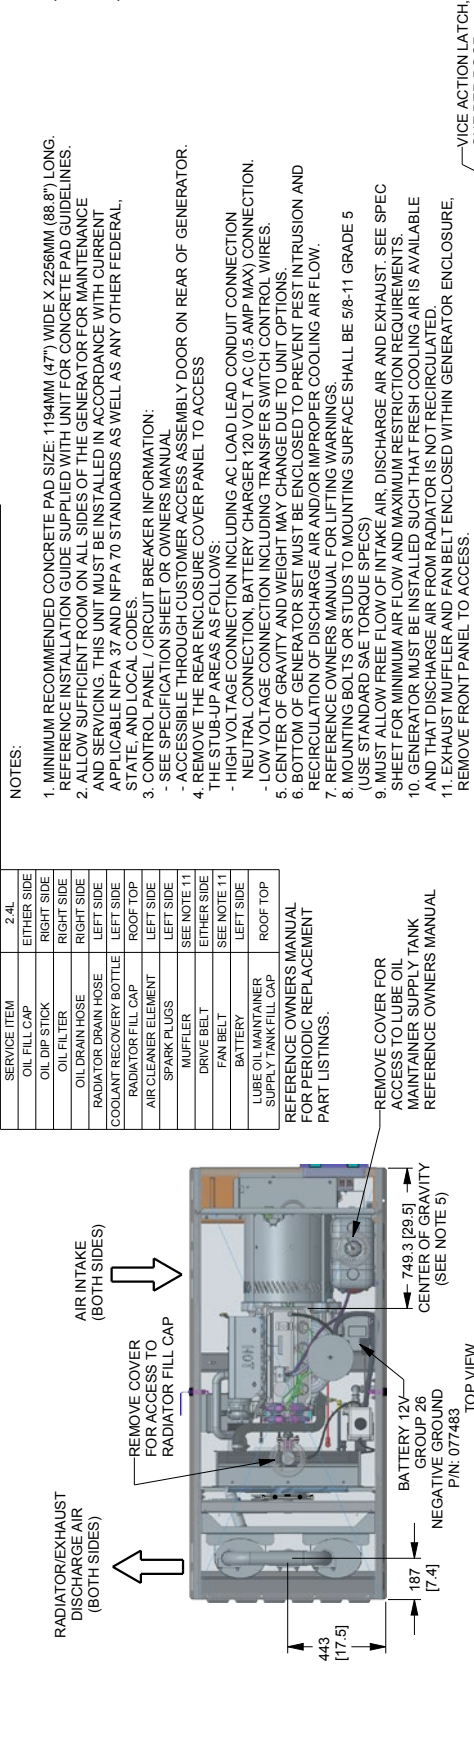 NOTES:
1. MINIMUM RECOMMENDED CONCRETE PAD SIZE: 1194MM (47") WIDE X 2256MM (88.8") LONG.
REFERENCE INSTALLATION GUIDE SUPPLIED WITH UNIT FOR CONCRETE PAD GUIDELINES.
2. ALLOW SUFFICIENT ROOM ON ALL SIDES OF THE GENERATOR FOR MAINTENANCE
AND SERVICING. THIS UNIT MUST BE INSTALLED IN ACCORDANCE WITH CURRENT
APPLICABLE NFPA 37 AND NFPA 70 STANDARDS AS WELL AS ANY OTHER FEDERAL,
STATE, AND LOCAL CODES.
3. CONTROL PANEL / CIRCUIT BREAKER INFORMATION:
- SEE SPECIFICATION SHEET OR OWNERS MANUAL
- ACCESSIBLE THROUGH CUSTOMER ACCESS ASSEMBLY DOOR ON REAR OF GENERATOR.
4. REMOVE THE REAR ENCLOSURE COVER PANEL TO ACCESS
THE STUB-UP AREAS AS FOLLOWS:
- HIGH VOLTAGE CONNECTION INCLUDING AC LOAD LEAD CONDUIT CONNECTION
NEUTRAL CONNECTION, BATTERY CHARGER 120 VOLT AC (0.5 AMP MAX) CONNECTION.
- LOW VOLTAGE CONNECTION INCLUDING TRANSFER SWITCH CONTROL WIRES.
5. CENTER OF GRAVITY AND WEIGHT MAY CHANGE DUE TO UNIT OPTIONS.
6. BOTTOM OF GENERATOR SET MUST BE ENCLOSED TO PREVENT PEST INTRUSION AND
RECIRCULATION OF DISCHARGE AIR AND/OR IMPROPER COOLING AIR FLOW.
7. REFERENCE OWNERS MANUAL FOR LIFTING WARNINGS.
8. MOUNTING BOLTS OR STUDS TO MOUNTING SURFACE SHALL BE 5/8-11 GRADE 5
(USE STANDARD SAE TORQUE SPECS)
9. MUST ALLOW FREE FLOW OF INTAKE AIR, DISCHARGE AIR AND EXHAUST. SEE SPEC
SHEET FOR MINIMUM AIR FLOW AND MAXIMUM RESTRICTION REQUIREMENTS.
10. GENERATOR MUST BE INSTALLED SUCH THAT FRESH COOLING AIR IS AVAILABLE
AND THAT DISCHARGE AIR FROM RADIATOR IS NOT RECIRCULATED.
11. EXHAUST MUFFLER AND FAN BELT ENCLOSED WITHIN GENERATOR ENCLOSURE,
REMOVE FRONT PANEL TO ACCESS.
VICE ACTION LATCH,
SERVICE ITEM 2.4L
OIL FILL CAP EITHER SIDE
OIL DIP STICK RIGHT SIDE
OIL FILTER RIGHT SIDE
OIL DRAIN HOSE RIGHT SIDE
RADIATOR DRAIN HOSE LEFT SIDE
COOLANT RECOVERY BOTTLE LEFT SIDE
RADIATOR FILL CAP ROOF TOP
AIR CLEANER ELEMENT LEFT SIDE
SPARK PLUGS LEFT SIDE
MUFFLER SEE NOTE 11
DRIVE BELT EITHER SIDE
FAN BELT SEE NOTE 11
BATTERY LEFT SIDE
LUBE OIL MAINTAINER
SUPPLY TANK FILL CAP ROOF TOP
REFERENCE OWNERS MANUAL
FOR PERIODIC REPLACEMENT
PART LISTINGS.
RADIATOR/EXHAUST
DISCHARGE AIR
(BOTH SIDES)
AIR INTAKE
(BOTH SIDES)
REMOVE COVER
FOR ACCESS TO
RADIATOR FILL CAP
HOT
REMOVE COVER FOR
ACCESS TO LUBE OIL
MAINTAINER SUPPLY TANK
REFERENCE OWNERS MANUAL
749.3 [29.5]
CENTER OF GRAVITY
(SEE NOTE 5)
443
[17.5]
187
[7.4]
BATTERY 12V
GROUP 26
NEGATIVE GROUND
P/N: 077483
TOP VIEW